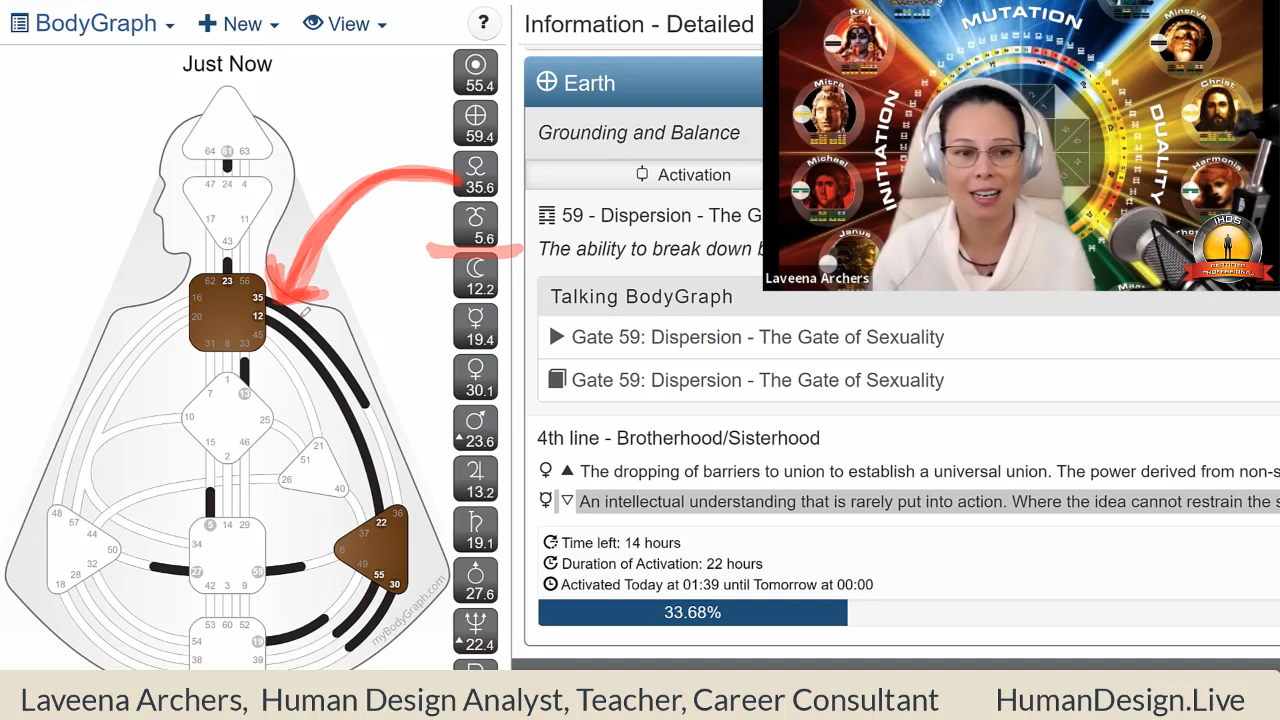 BodyGraph
New
View
?
Just Now
64 61 63
47 24 4
17 11
43
62 23 56
16 35
20 12
45
31 8 33
1
7 13
10 25
15 46
2
21
51
26
40
48
57
44
50
32
28
18
5 14 29
34
27 59
42 3 9
36
22
37
6
49
55
30
53 60 52
54 19
38 39
myBodyGraph.com
55.4
59.4
35.6
5.6
12.2
19.4
30.1
23.6
13.2
19.1
27.6
22.4
Information - Detailed
Earth
Grounding and Balance
Activation
59 - Dispersion - The G
The ability to break down b
Talking BodyGraph
Gate 59: Dispersion - The Gate of Sexuality
Gate 59: Dispersion - The Gate of Sexuality
4th line - Brotherhood/Sisterhood
The dropping of barriers to union to establish a universal union. The power derived from non-s
An intellectual understanding that is rarely put into action. Where the idea cannot restrain the s
Time left: 14 hours
Duration of Activation: 22 hours
Activated Today at 01:39 until Tomorrow at 00:00
33.68%
Kali
MUTATION
Minerva
Mitra
Christ
INITIATION
DUALITY
Michael
Harmonia
Janus
IHDS
CERTIFIED
PROFESSIONAL
Laveena Archers
Laveena Archers, Human Design Analyst, Teacher, Career Consultant
HumanDesign.Live